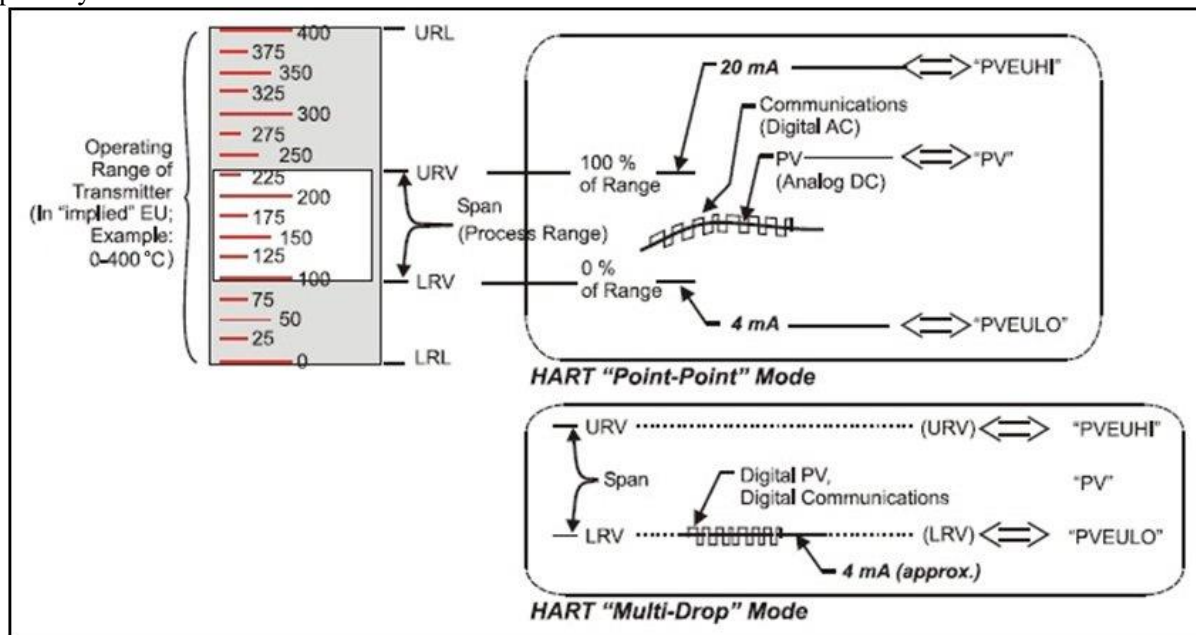 400
375
350
325
300
275
250
225
200
175
150
125
100
75
50
25
0
Operating
Range of
Transmitter
(In "implied" EU;
Example:
0–400 °C)
URL
URV
Span
(Process Range)
LRV
LRL
100 %
of Range
0 %
of Range
20 mA
"PVEUHI"
Communications
(Digital AC)
PV
(Analog DC)
"PV"
4 mA
"PVEULO"
HART "Point-Point" Mode
URV
(URV)
"PVEUHI"
Span
Digital PV,
Digital Communications
"PV"
LRV
(LRV)
"PVEULO"
4 mA (approx.)
HART "Multi-Drop" Mode